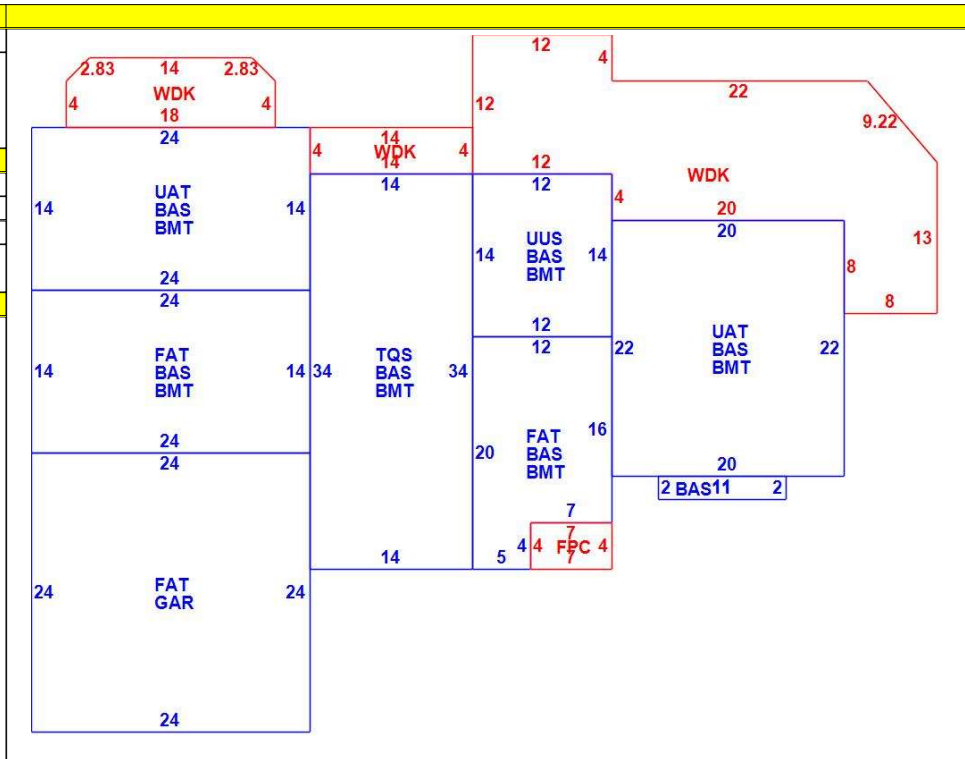 12
4
2.83 14 2.83
WDK
4 4
18
22
12
9.22
24
14
4 WDK 4
14
12
14
12
WDK
14 UAT 14
BAS
BMT
4
20
20
14 UUS 14
BAS
BMT
13
8
8
24
24
12
12
22 UAT 22
BAS
BMT
14 FAT 14
BAS
BMT
34 TQS 34
BAS
BMT
16
20 FAT
BAS
BMT
24
24
20
2 BAS 11 2
7
7
4 4 FPC 4
7
14
5
24 FAT 24
GAR
24